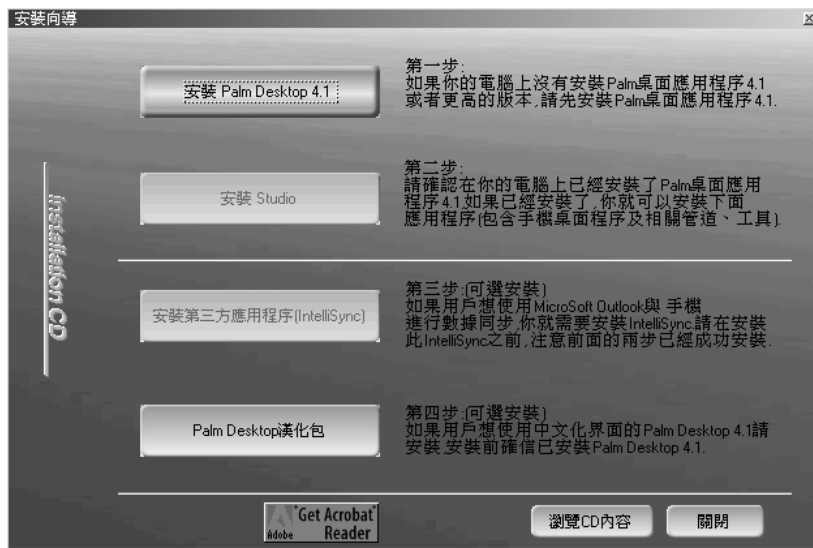 安裝向導
安裝 Palm Desktop 4.1
第一步:
如果你的電腦上沒有安裝Palm桌面應用程序4.1
或者更高的版本,請先安裝Palm桌面應用程序4.1.
安裝 Studio
第二步:
請確認在你的電腦上已經安裝了Palm桌面應用
程序4.1,如果已經安裝了,你就可以安裝下面
應用程序(包含手機桌面程序及相關管道、工具).
Installation CD
安裝第三方應用程序(IntelliSync)
第三步:(可選安裝)
如果用戶想使用MicroSoft Outlook與 手機
進行數據同步,你就需要安裝IntelliSync.請在安裝
此IntelliSync之前,注意前面的兩步已經成功安裝.
Palm Desktop漢化包
第四步:(可選安裝)
如果用戶想使用中文化界面的Palm Desktop 4.1請
安裝,安裝前確信已安裝Palm Desktop 4.1.
Adobe
Get Acrobat
Reader
瀏覽CD內容
關閉